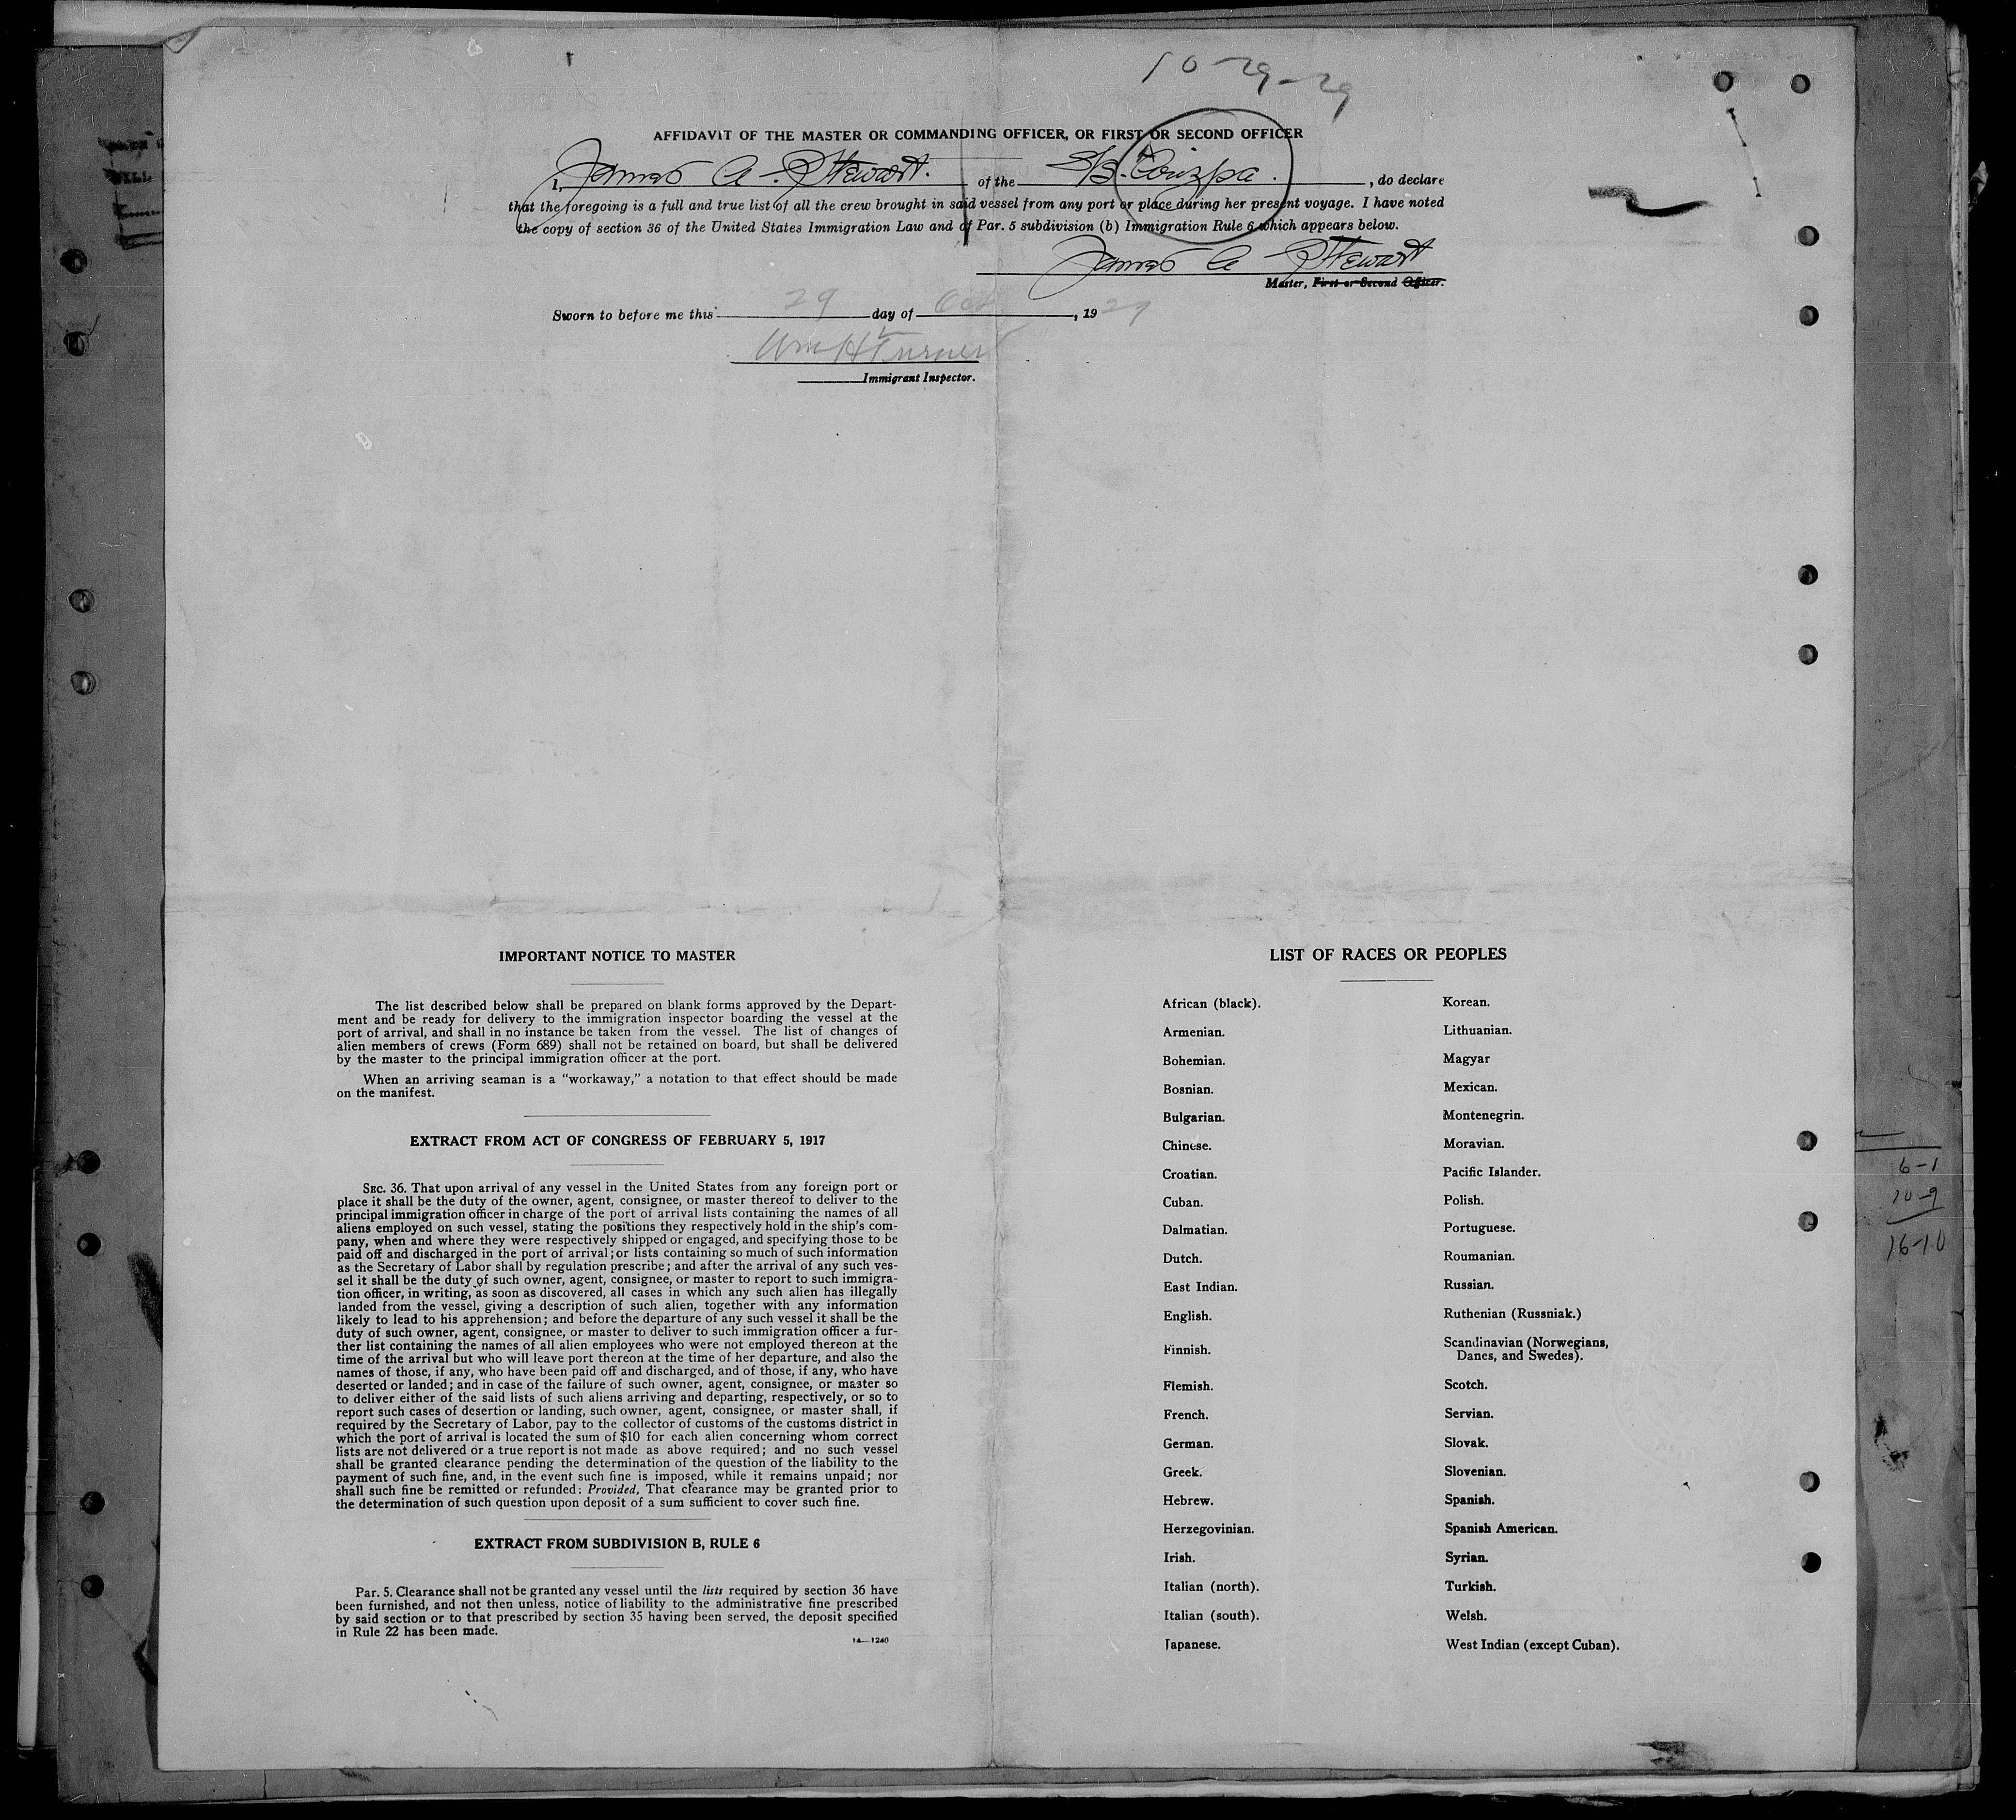 10-29-29
AFFIDAVIT OF THE MASTER OR COMMANDING OFFICER, OR FIRST OR SECOND OFFICER
I, James A. Stewart. of the S/S. , do declare
that the foregoing is a full and true list of all the crew brought in said vessel from any port or place during her present voyage. I have noted
the copy of section 36 of the United States Immigration Law and of Par. 5 subdivision (b) Immigration Rule 6 which appears below.
James A Stewart
Master, First or Second Officer.
Sworn to before me this 29 day of Oct , 1929
Wm H Turner
Immigrant Inspector.
IMPORTANT NOTICE TO MASTER
The list described below shall be prepared on blank forms approved by the Depart-
ment and be ready for delivery to the immigration inspector boarding the vessel at the
port of arrival, and shall in no instance be taken from the vessel. The list of changes of
alien members of crews (Form 689) shall not be retained on board, but shall be delivered
by the master to the principal immigration officer at the port.
When an arriving seaman is a "workaway," a notation to that effect should be made
on the manifest.
EXTRACT FROM ACT OF CONGRESS OF FEBRUARY 5, 1917
SEC. 36. That upon arrival of any vessel in the United States from any foreign port or
place it shall be the duty of the owner, agent, consignee, or master thereof to deliver to the
principal immigration officer in charge of the port of arrival lists containing the names of all
aliens employed on such vessel, stating the positions they respectively hold in the ship's com-
pany, when and where they were respectively shipped or engaged, and specifying those to be
paid off and discharged in the port of arrival; or lists containing so much of such information
as the Secretary of Labor shall by regulation prescribe; and after the arrival of any such ves-
sel it shall be the duty of such owner, agent, consignee, or master to report to such immigra-
tion officer, in writing, as soon as discovered, all cases in which any such alien has illegally
landed from the vessel, giving a description of such alien, together with any information
likely to lead to his apprehension; and before the departure of any such vessel it shall be the
duty of such owner, agent, consignee, or master to deliver to such immigration officer a fur-
ther list containing the names of all alien employees who were not employed thereon at the
time of the arrival but who will leave port thereon at the time of her departure, and also the
names of those, if any, who have been paid off and discharged, and of those, if any, who have
deserted or landed; and in case of the failure of such owner, agent, consignee, or master so
to deliver either of the said lists of such aliens arriving and departing, respectively, or so to
report such cases of desertion or landing, such owner, agent, consignee, or master shall, if
required by the Secretary of Labor, pay to the collector of customs of the customs district in
which the port of arrival is located the sum of $10 for each alien concerning whom correct
lists are not delivered or a true report is not made as above required; and no such vessel
shall be granted clearance pending the determination of the question of the liability to the
payment of such fine, and, in the event such fine is imposed, while it remains unpaid; nor
shall such fine be remitted or refunded: Provided, That clearance may be granted prior to
the determination of such question upon deposit of a sum sufficient to cover such fine.
EXTRACT FROM SUBDIVISION B, RULE 6
Par. 5. Clearance shall not be granted any vessel until the lists required by section 36 have
been furnished, and not then unless, notice of liability to the administrative fine prescribed
by said section or to that prescribed by section 35 having been served, the deposit specified
in Rule 22 has been made.
14—1240
LIST OF RACES OR PEOPLES
African (black).
Armenian.
Bohemian.
Bosnian.
Bulgarian.
Chinese.
Croatian.
Cuban.
Dalmatian.
Dutch.
East Indian.
English.
Finnish.
Flemish.
French.
German.
Greek.
Hebrew.
Herzegovinian.
Irish.
Italian (north).
Italian (south).
Japanese.
Korean.
Lithuanian.
Magyar
Mexican.
Montenegrin.
Moravian.
Pacific Islander.
Polish.
Portuguese.
Roumanian.
Russian.
Ruthenian (Russniak.)
Scandinavian (Norwegians,
Danes, and Swedes).
Scotch.
Servian.
Slovak.
Slovenian.
Spanish.
Spanish American.
Syrian.
Turkish.
Welsh.
West Indian (except Cuban).
6-1
10-9
16-10